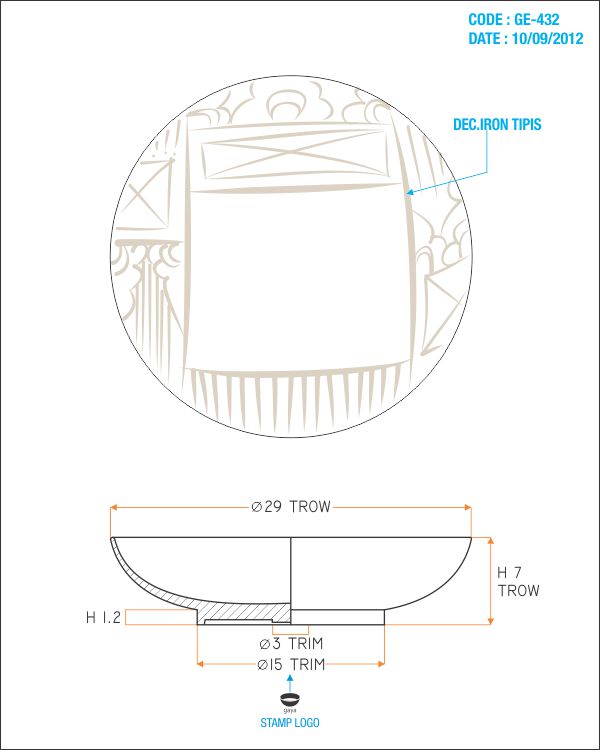 CODE : GE-432
DATE : 10/09/2012
DEC.IRON TIPIS
Ø29 TROW
H 7
TROW
H 1.2
Ø3 TRIM
Ø15 TRIM
gaya
STAMP LOGO